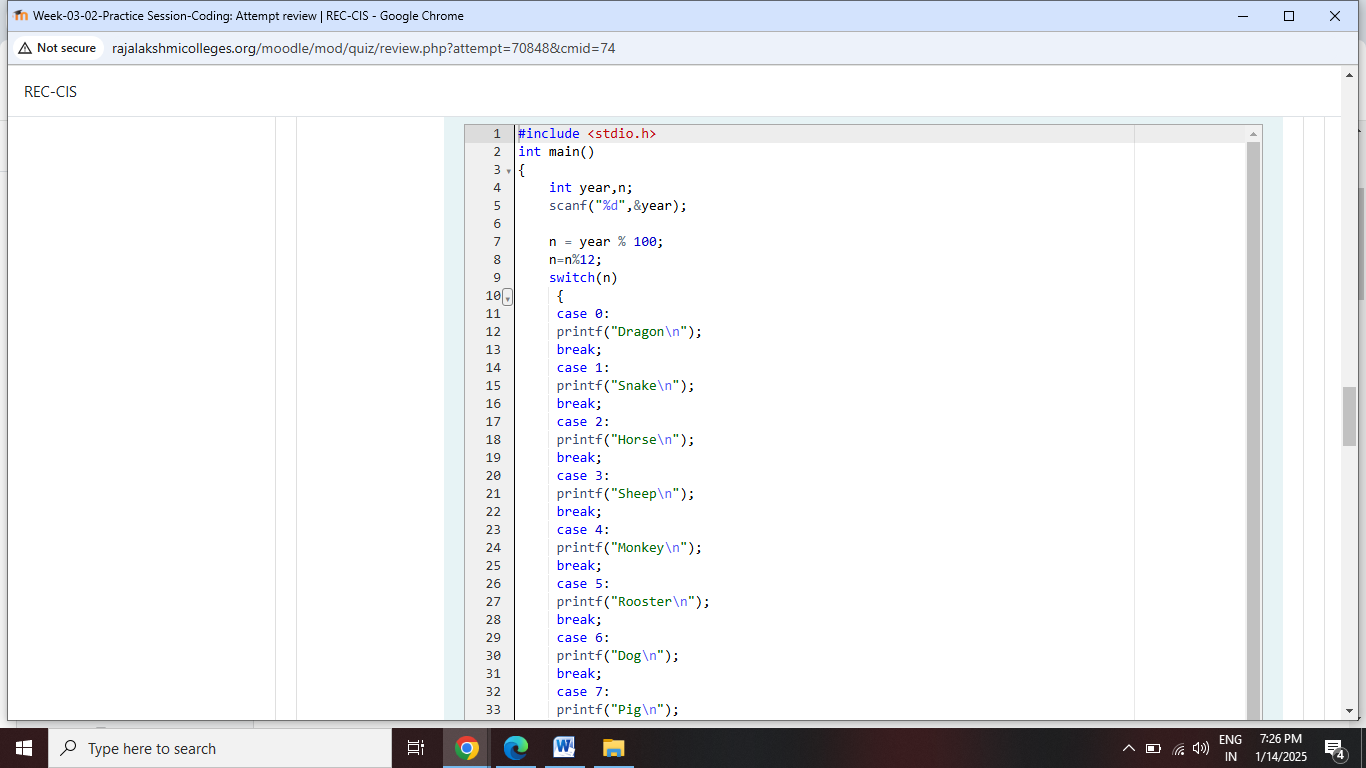 Week-03-02-Practice Session-Coding: Attempt review | REC-CIS - Google Chrome
Not secure rajalakshmicolleges.org/moodle/mod/quiz/review.php?attempt=70848&cmid=74
REC-CIS
1 #include <stdio.h>
2 int main()
3 {
4 int year,n;
5 scanf("%d",&year);
6
7 n = year % 100;
8 n=n%12;
9 switch(n)
10 {
11 case 0:
12 printf("Dragon\n");
13 break;
14 case 1:
15 printf("Snake\n");
16 break;
17 case 2:
18 printf("Horse\n");
19 break;
20 case 3:
21 printf("Sheep\n");
22 break;
23 case 4:
24 printf("Monkey\n");
25 break;
26 case 5:
27 printf("Rooster\n");
28 break;
29 case 6:
30 printf("Dog\n");
31 break;
32 case 7:
33 printf("Pig\n");
Type here to search
ENG
IN
7:26 PM
1/14/2025
4